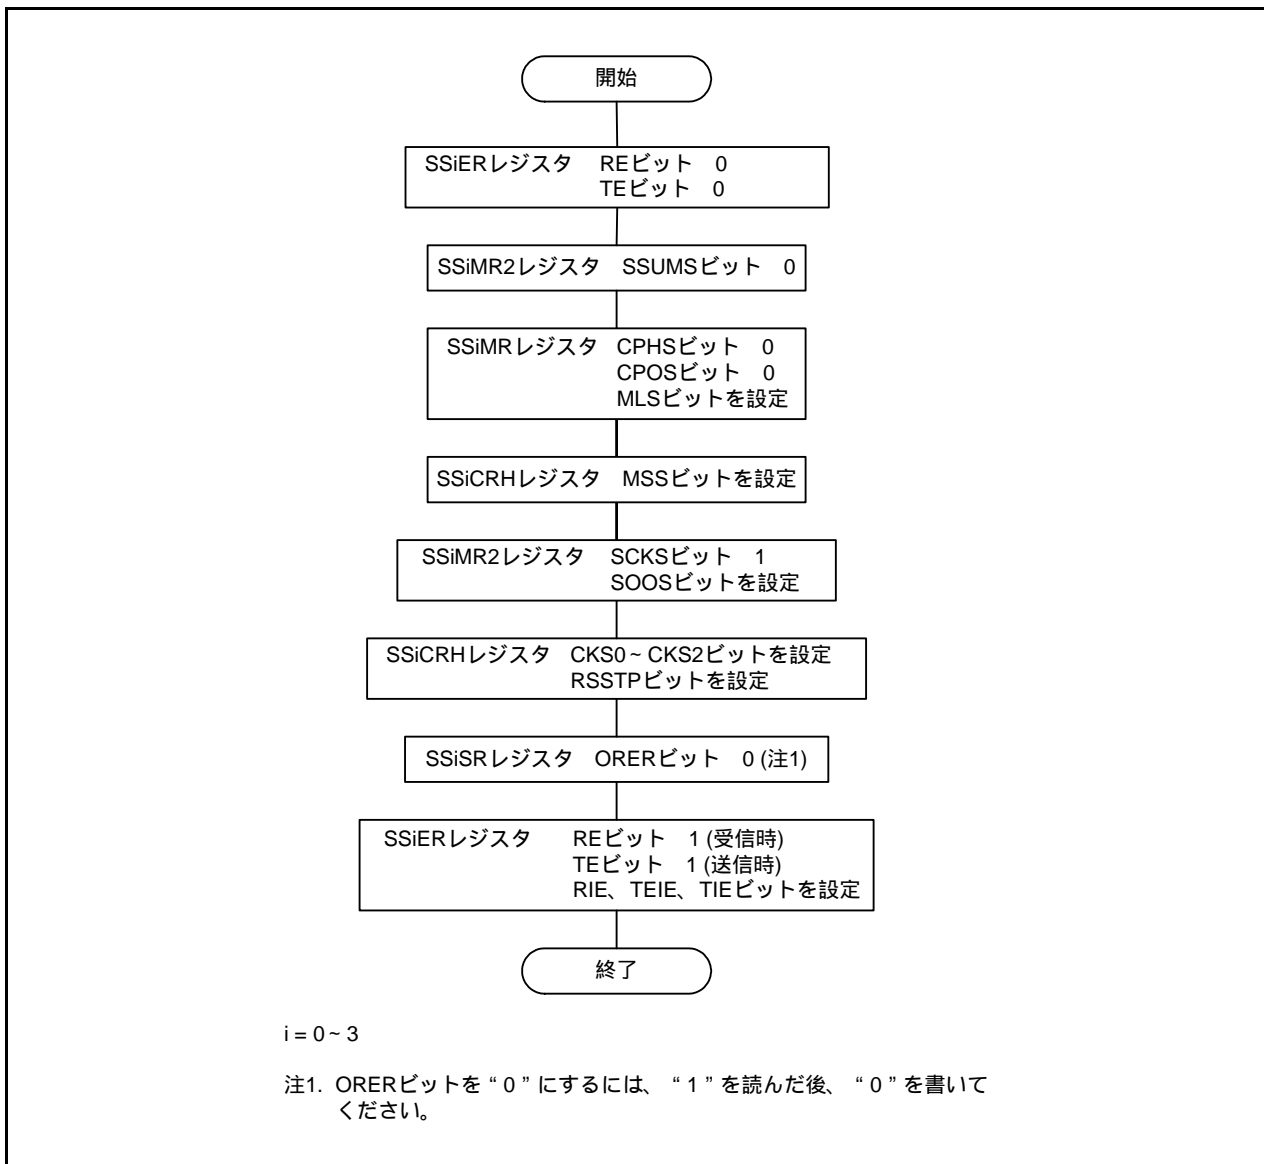 開始
SSiERレジスタ REビット 0
TEビット 0
SSiMR2レジスタ SSUMSビット 0
SSiMRレジスタ CPHSビット 0
CPOSビット 0
MLSビットを設定
SSiCRHレジスタ MSSビットを設定
SSiMR2レジスタ SCKSビット 1
SOOSビットを設定
SSiCRHレジスタ CKS0~CKS2ビットを設定
RSSTPビットを設定
SSiSRレジスタ ORERビット 0 (注1)
SSiERレジスタ REビット 1 (受信時)
TEビット 1 (送信時)
RIE、TEIE、TIEビットを設定
終了
i = 0~3
注1. ORERビットを“0”にするには、“1”を読んだ後、“0”を書いて
ください。